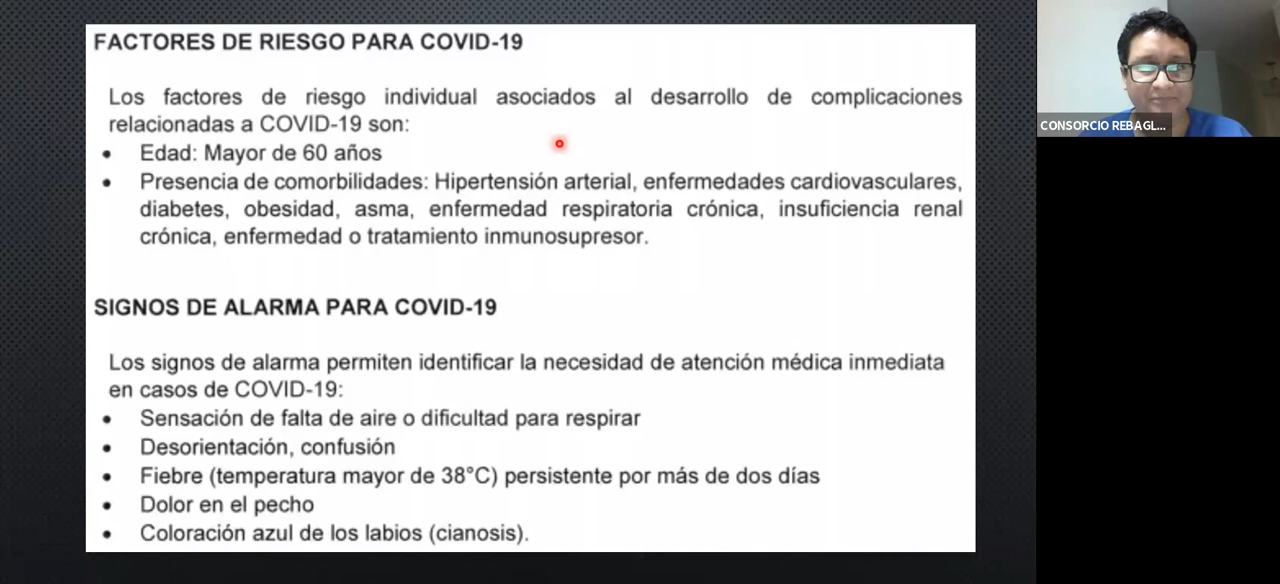 FACTORES DE RIESGO PARA COVID-19
Los factores de riesgo individual asociados al desarrollo de complicaciones
relacionadas a COVID-19 son:
• Edad: Mayor de 60 años
• Presencia de comorbilidades: Hipertensión arterial, enfermedades cardiovasculares,
diabetes, obesidad, asma, enfermedad respiratoria crónica, insuficiencia renal
crónica, enfermedad o tratamiento inmunosupresor.
SIGNOS DE ALARMA PARA COVID-19
Los signos de alarma permiten identificar la necesidad de atención médica inmediata
en casos de COVID-19:
• Sensación de falta de aire o dificultad para respirar
• Desorientación, confusión
• Fiebre (temperatura mayor de 38°C) persistente por más de dos días
• Dolor en el pecho
• Coloración azul de los labios (cianosis).
CONSORCIO REBAGL...